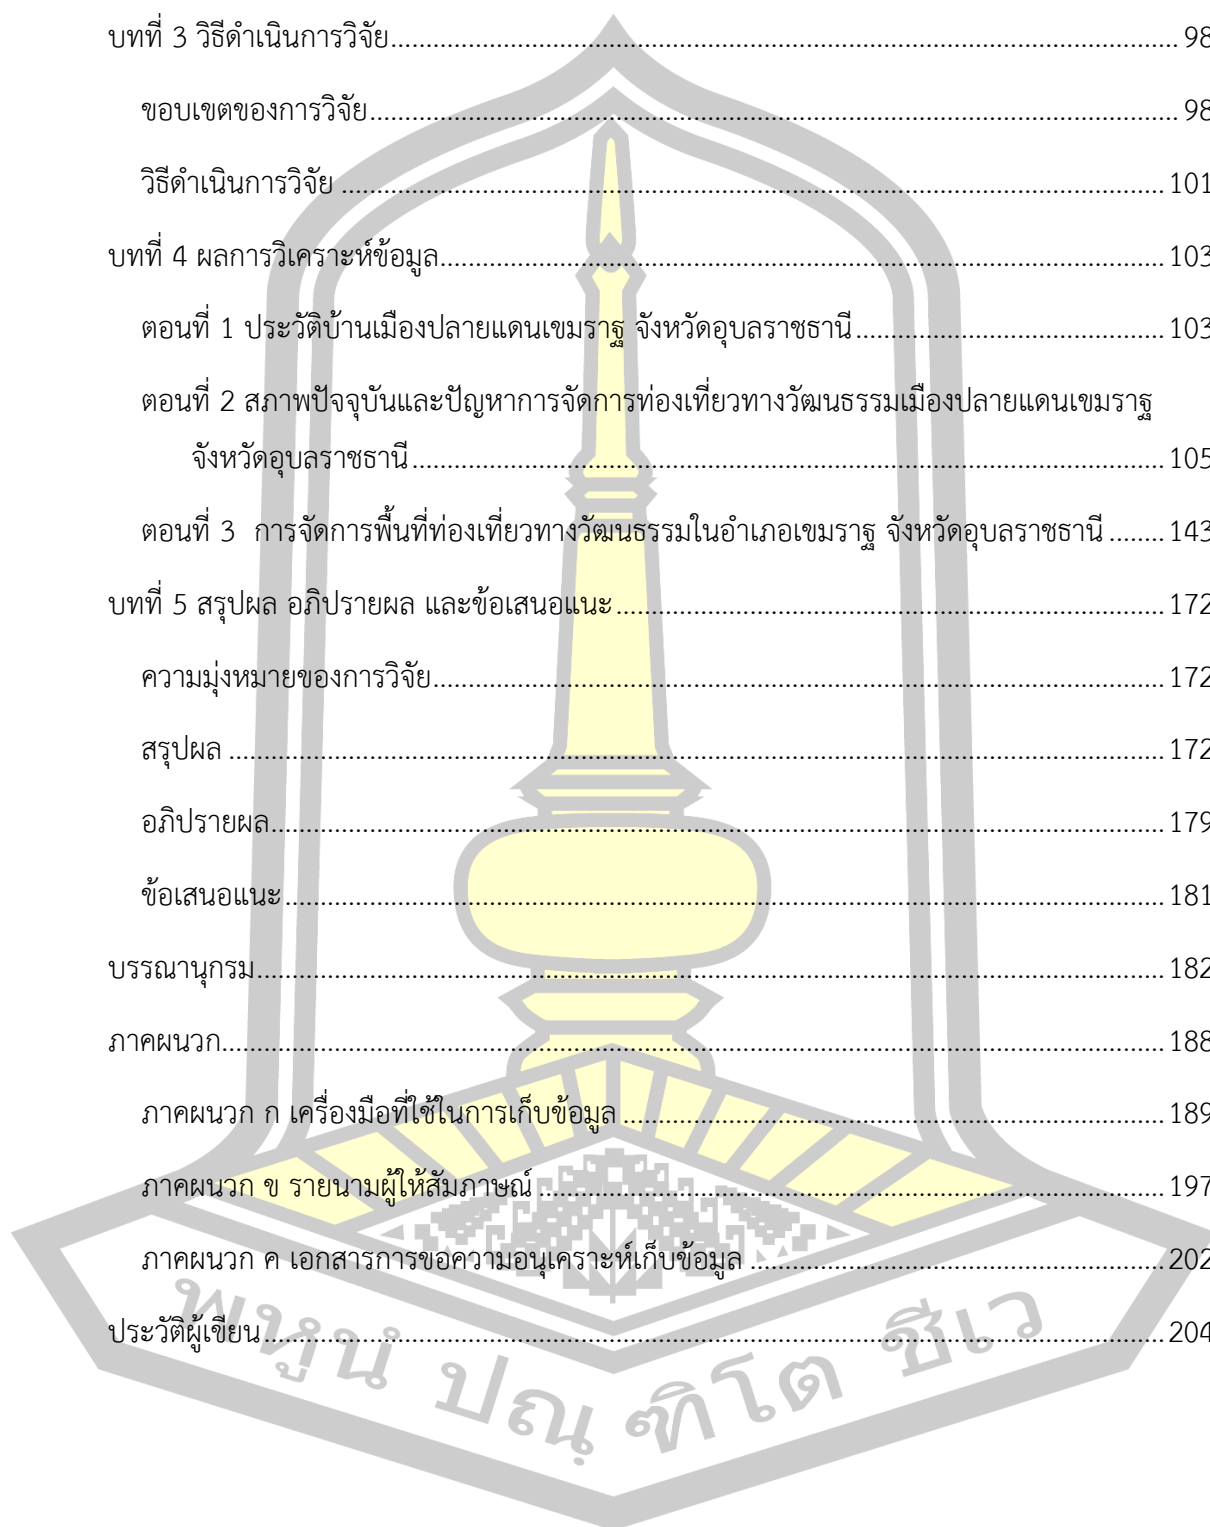 บทที่ 3 วิธีดำเนินการวิจัย.......... 98
ขอบเขตของการวิจัย.......... 98
วิธีดำเนินการวิจัย .......... 101
บทที่ 4 ผลการวิเคราะห์ข้อมูล.......... 103
ตอนที่ 1 ประวัติบ้านเมืองปลายแดนเขมราฐ จังหวัดอุบลราชธานี.......... 103
ตอนที่ 2 สภาพปัจจุบันและปัญหาการจัดการท่องเที่ยวทางวัฒนธรรมเมืองปลายแดนเขมราฐ
จังหวัดอุบลราชธานี.......... 105
ตอนที่ 3 การจัดการพื้นที่ท่องเที่ยวทางวัฒนธรรมในอำเภอเขมราฐ จังหวัดอุบลราชธานี........ 143
บทที่ 5 สรุปผล อภิปรายผล และข้อเสนอแนะ.......... 172
ความมุ่งหมายของการวิจัย.......... 172
สรุปผล .......... 172
อภิปรายผล.......... 179
ข้อเสนอแนะ.......... 181
บรรณานุกรม.......... 182
ภาคผนวก.......... 188
ภาคผนวก ก เครื่องมือที่ใช้ในการเก็บข้อมูล .......... 189
ภาคผนวก ข รายนามผู้ให้สัมภาษณ์ .......... 197
ภาคผนวก ค เอกสารการขอความอนุเคราะห์เก็บข้อมูล .......... 202
ประวัติผู้เขียน.......... 204
พหูนํ ปณฺฑิโต ชีเว